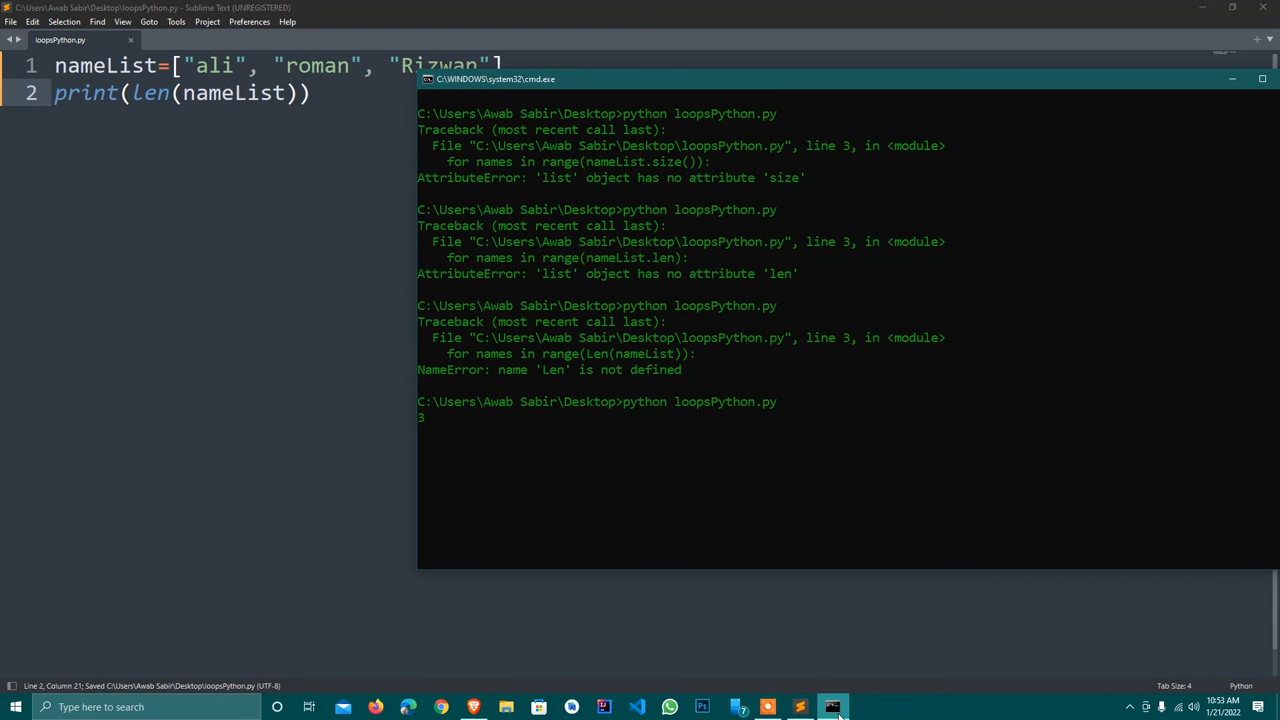 C:\Users\Awab Sabir\Desktop\loopsPython.py - Sublime Text (UNREGISTERED)
File Edit Selection Find View Goto Tools Project Preferences Help
loopsPython.py
1 nameList=["ali", "roman", "Rizwan"]
2 print(len(nameList))
C:\WINDOWS\system32\cmd.exe
C:\Users\Awab Sabir\Desktop>python loopsPython.py
Traceback (most recent call last):
File "C:\Users\Awab Sabir\Desktop\loopsPython.py", line 3, in <module>
for names in range(nameList.size()):
AttributeError: 'list' object has no attribute 'size'
C:\Users\Awab Sabir\Desktop>python loopsPython.py
Traceback (most recent call last):
File "C:\Users\Awab Sabir\Desktop\loopsPython.py", line 3, in <module>
for names in range(nameList.len):
AttributeError: 'list' object has no attribute 'len'
C:\Users\Awab Sabir\Desktop>python loopsPython.py
Traceback (most recent call last):
File "C:\Users\Awab Sabir\Desktop\loopsPython.py", line 3, in <module>
for names in range(Len(nameList)):
NameError: name 'Len' is not defined
C:\Users\Awab Sabir\Desktop>python loopsPython.py
3
Line 2, Column 21; Saved C:\Users\Awab Sabir\Desktop\loopsPython.py (UTF-8)
Tab Size: 4
Python
Type here to search
Ps
7
10:53 AM
1/21/2022